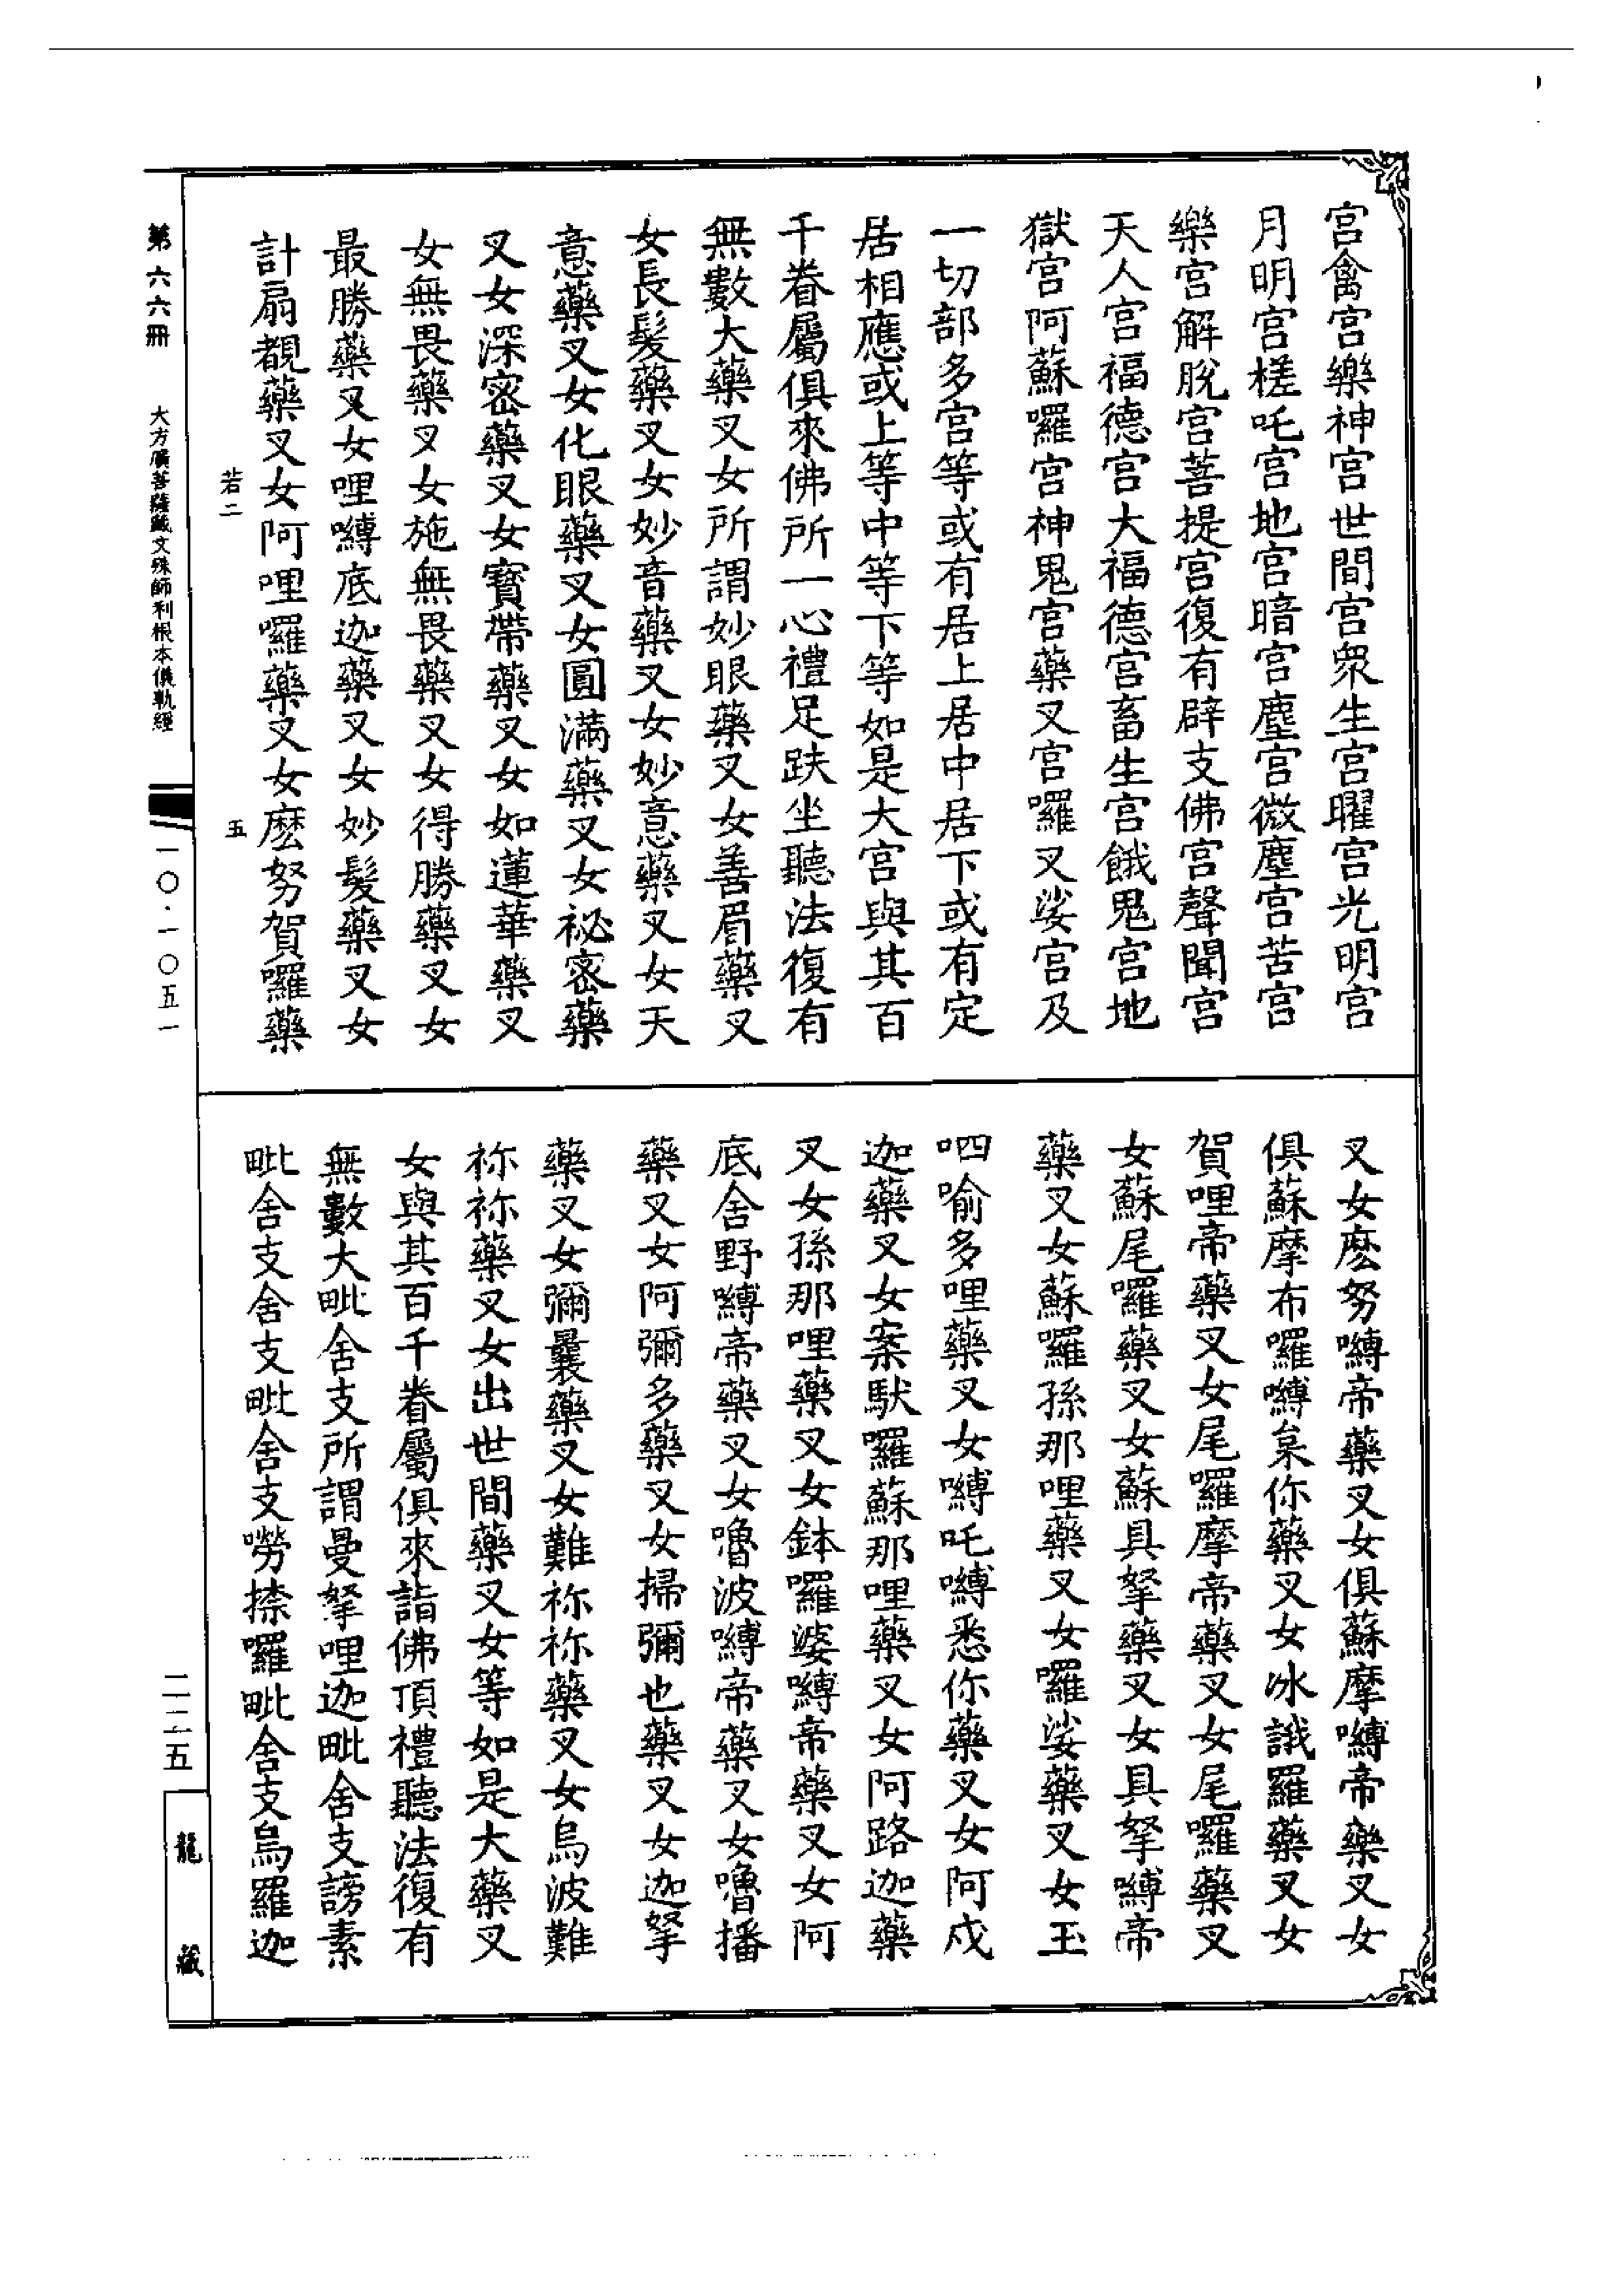 宮禽宮樂神宮世間宮衆生宮曜宮光明宮
月明宮槎吒宮地宮暗宮塵宮微塵宮苦宮
樂宮解脫宮菩提宮復有辟支佛宮聲聞宮
天人宮福德宮大福德宮畜生宮餓鬼宮地
獄宮阿蘇囉宮神鬼宮藥叉宮囉叉娑宮及
一切部多宮等或有居上居中居下或有定
居相應或上等中等下等如是大宮與其百
千眷屬俱來佛所一心禮足趺坐聽法復有
無數大藥叉女所謂妙眼藥叉女善眉藥叉
女長髮藥叉女妙音藥叉女妙意藥叉女天
意藥叉女化眼藥叉女圓滿藥叉女祕密藥
叉女深密藥叉女寶帶藥叉女如蓮華藥叉
女無畏藥叉女施無畏藥叉女得勝藥叉女
最勝藥叉女哩嚩底迦藥叉女妙髮藥叉女
計扇覩藥叉女阿哩囉藥叉女麽努賀囉藥
叉女麽努嚩帝藥叉女俱蘇摩嚩帝藥叉女
俱蘇摩布囉嚩枲你藥叉女冰誐羅藥叉女
賀哩帝藥叉女尾囉摩帝藥叉女尾囉藥叉
女蘇尾囉藥叉女蘇具拏藥叉女具拏嚩帝
藥叉女蘇羅孫那哩藥叉女囉娑藥叉女玉
呬喻多哩藥叉女嚩吒嚩悉你藥叉女阿戍
迦藥叉女案馱囉蘇那哩藥叉女阿路迦藥
叉女孫那哩藥叉女鉢囉婆嚩帝藥叉女阿
底舍野嚩帝藥叉女嚕波嚩帝藥叉女嚕播
藥叉女阿彌多藥叉女掃彌也藥叉女迦拏
藥叉女彌曩藥叉女難祢祢藥叉女烏波難
祢祢藥叉女出世間藥叉女等如是大藥叉
女與其百千眷屬俱來詣佛頂禮聽法復有
無數大毗舍支所謂曼拏哩迦毗舍支謗素
毗舍支舍支毗舍支嘮捺囉毗舍支烏羅迦
第六六冊 大方廣菩薩藏文殊師利根本儀軌經 一〇·一〇五一
若二 五
二二五
龍藏